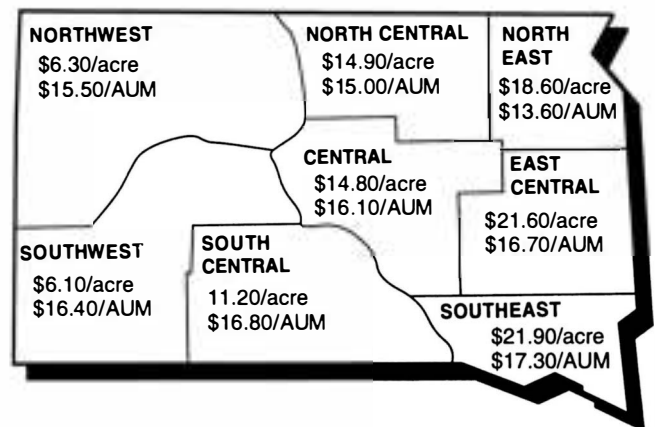 NORTHWEST
$6.30/acre
$15.50/AUM
NORTH CENTRAL
$14.90/acre
$15.00/AUM
NORTH
EAST
$18.60/acre
$13.60/AUM
CENTRAL
$14.80/acre
$16.10/AUM
EAST
CENTRAL
$21.60/acre
$16.70/AUM
SOUTHWEST
$6.10/acre
$16.40/AUM
SOUTH
CENTRAL
11.20/acre
$16.80/AUM
SOUTHEAST
$21.90/acre
$17.30/AUM